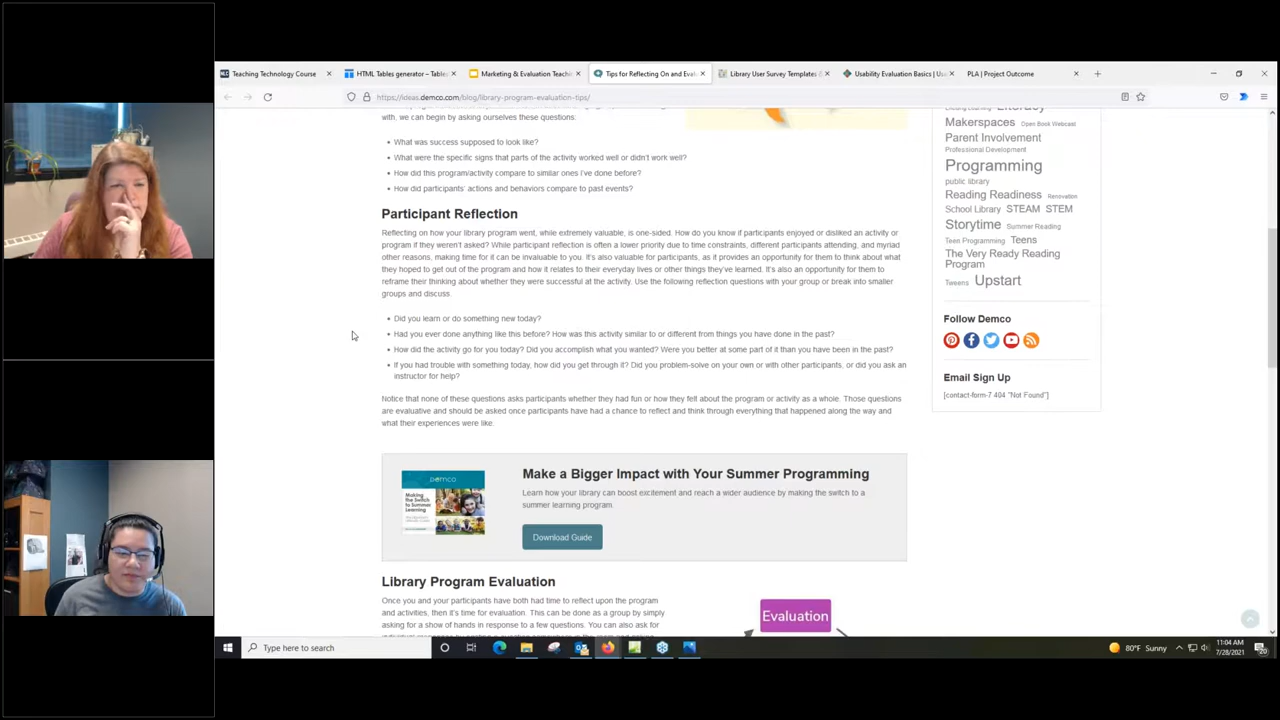 Teaching Technology Course
HTML Tables generator – Tables
Marketing & Evaluation Teachin
Tips for Reflecting On and Eval
Library User Survey Templates
Usability Evaluation Basics | Us
PLA | Project Outcome
https://ideas.demco.com/blog/library-program-evaluation-tips/
with, we can begin by asking ourselves these questions:
• What was success supposed to look like?
• What were the specific signs that parts of the activity worked well or didn't work well?
• How did this program/activity compare to similar ones I've done before?
• How did participants' actions and behaviors compare to past events?
Participant Reflection
Reflecting on how your library program went, while extremely valuable, is one-sided. How do you know if participants enjoyed or disliked an activity or
program if they weren't asked? While participant reflection is often a lower priority due to time constraints, different participants attending, and myriad
other reasons, making time for it can be invaluable to you. It's also valuable for participants, as it provides an opportunity for them to think about what
they hoped to get out of the program and how it relates to their everyday lives or other things they've learned. It's also an opportunity for them to
reframe their thinking about whether they were successful at the activity. Use the following reflection questions with your group or break into smaller
groups and discuss.
• Did you learn or do something new today?
• Had you ever done anything like this before? How was this activity similar to or different from things you have done in the past?
• How did the activity go for you today? Did you accomplish what you wanted? Were you better at some part of it than you have been in the past?
• If you had trouble with something today, how did you get through it? Did you problem-solve on your own or with other participants, or did you ask an
instructor for help?
Notice that none of these questions asks participants whether they had fun or how they felt about the program or activity as a whole. Those questions
are evaluative and should be asked once participants have had a chance to reflect and think through everything that happened along the way and
what their experiences were like.
DEMCO
Making
the Switch
to Summer
Learning
Make a Bigger Impact with Your Summer Programming
Learn how your library can boost excitement and reach a wider audience by making the switch to a
summer learning program.
Download Guide
Library Program Evaluation
Once you and your participants have both had time to reflect upon the program
and activities, then it's time for evaluation. This can be done as a group by simply
asking for a show of hands in response to a few questions. You can also ask for
Evaluation
Literacy
Makerspaces Open Book Webcast
Parent Involvement
Professional Development
Programming
public library
Reading Readiness Renovation
School Library STEAM STEM
Storytime Summer Reading
Teen Programming Teens
The Very Ready Reading
Program
Tweens Upstart
Follow Demco
Email Sign Up
[contact-form-7 404 "Not Found"]
Type here to search
80°F Sunny
11:04 AM
7/28/2021
20